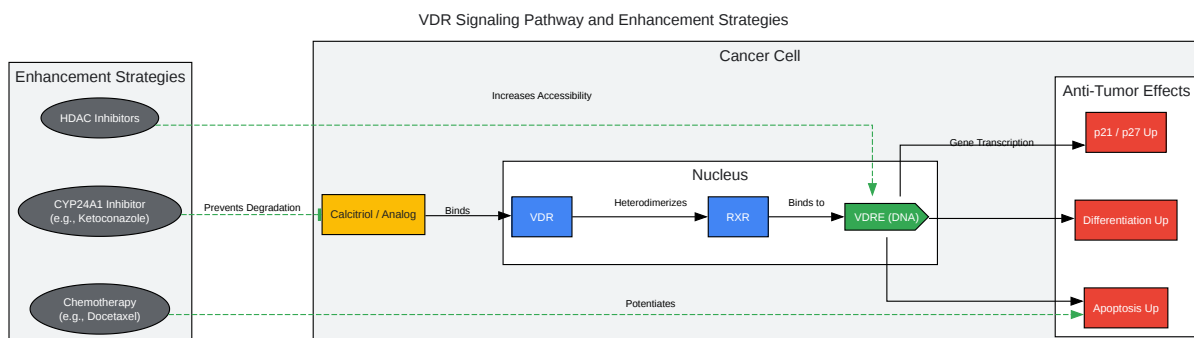 VDR Signaling Pathway and Enhancement Strategies
Cancer Cell
Enhancement Strategies
HDAC Inhibitors
CYP24A1 Inhibitor
(e.g., Ketoconazole)
Chemotherapy
(e.g., Docetaxel)
Increases Accessibility
Prevents Degradation
Potentiates
Calcitriol / Analog
Binds
Nucleus
VDR
Heterodimerizes
RXR
Binds to
VDRE (DNA)
Gene Transcription
Anti-Tumor Effects
p21 / p27 Up
Differentiation Up
Apoptosis Up